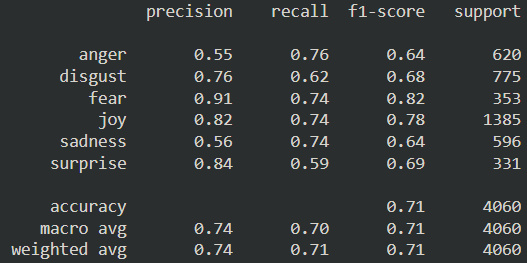 precision recall f1-score support
anger 0.55 0.76 0.64 620
disgust 0.76 0.62 0.68 775
fear 0.91 0.74 0.82 353
joy 0.82 0.74 0.78 1385
sadness 0.56 0.74 0.64 596
surprise 0.84 0.59 0.69 331
accuracy 0.71 4060
macro avg 0.74 0.70 0.71 4060
weighted avg 0.74 0.71 0.71 4060